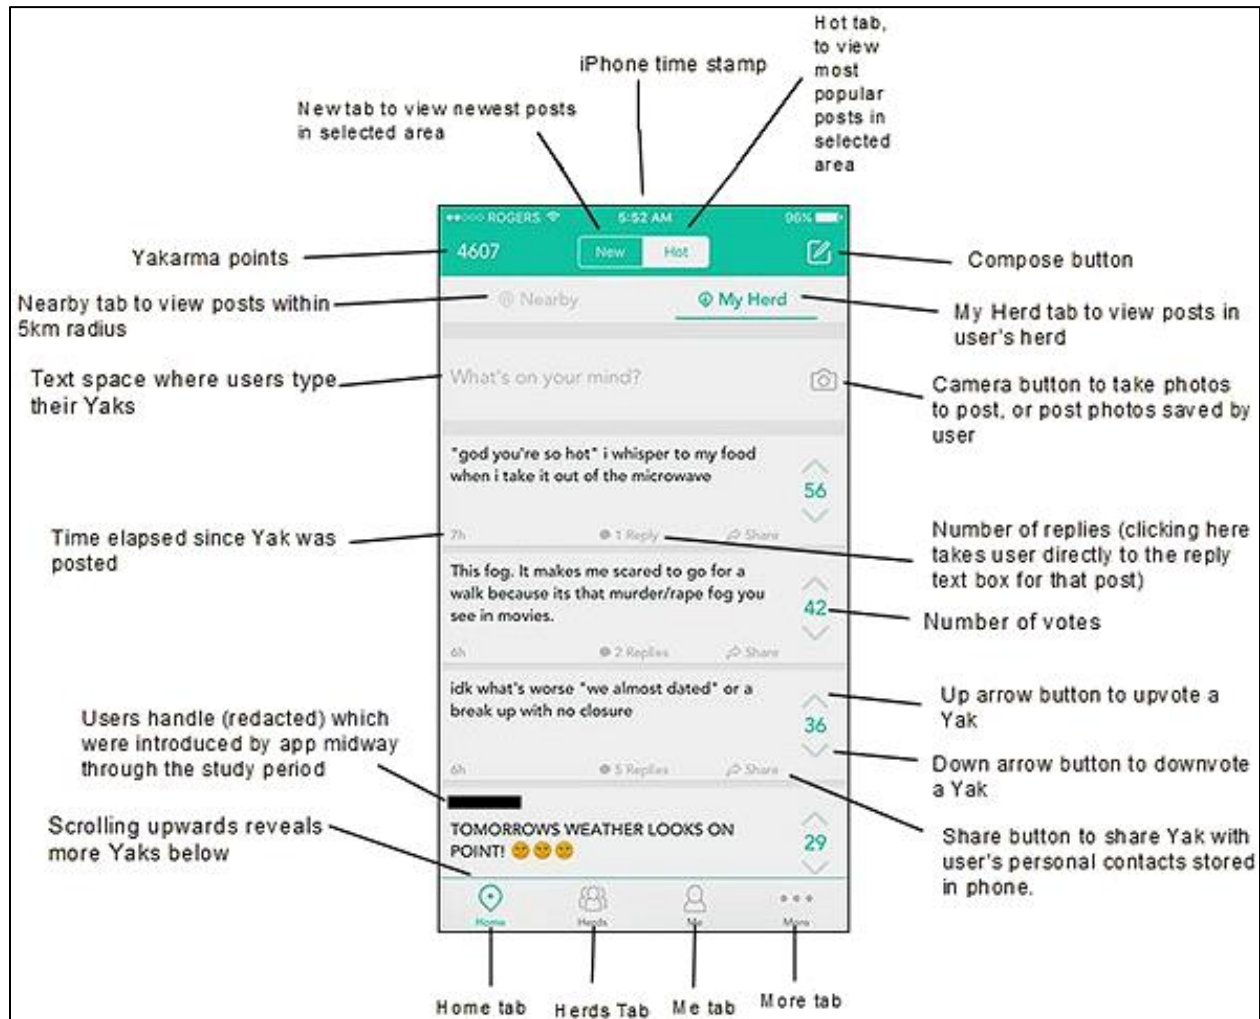 Hot tab,
to view
most
popular
posts in
selected
area
iPhone time stamp
New tab to view newest posts
in selected area
ROGERS 5:52 AM 96%
4607 New Hot
Yakarma points
Compose button
Nearby My Herd
Nearby tab to view posts within
5km radius
My Herd tab to view posts in
user's herd
What's on your mind?
Text space where users type
their Yaks
Camera button to take photos
to post, or post photos saved by
user
"god you're so hot" i whisper to my food
when i take it out of the microwave
56
7h 1 Reply Share
Time elapsed since Yak was
posted
Number of replies (clicking here
takes user directly to the reply
text box for that post)
This fog. It makes me scared to go for a
walk because its that murder/rape fog you
see in movies.
42
Number of votes
6h 2 Replies Share
idk what's worse "we almost dated" or a
break up with no closure
36
Up arrow button to upvote a
Yak
Down arrow button to downvote
a Yak
6h 5 Replies Share
Users handle (redacted) which
were introduced by app midway
through the study period
Share button to share Yak with
user's personal contacts stored
in phone.
TOMORROWS WEATHER LOOKS ON
POINT! 😏😏😏
29
Scrolling upwards reveals
more Yaks below
Home Herds Me More
Home tab Herds Tab Me tab More tab